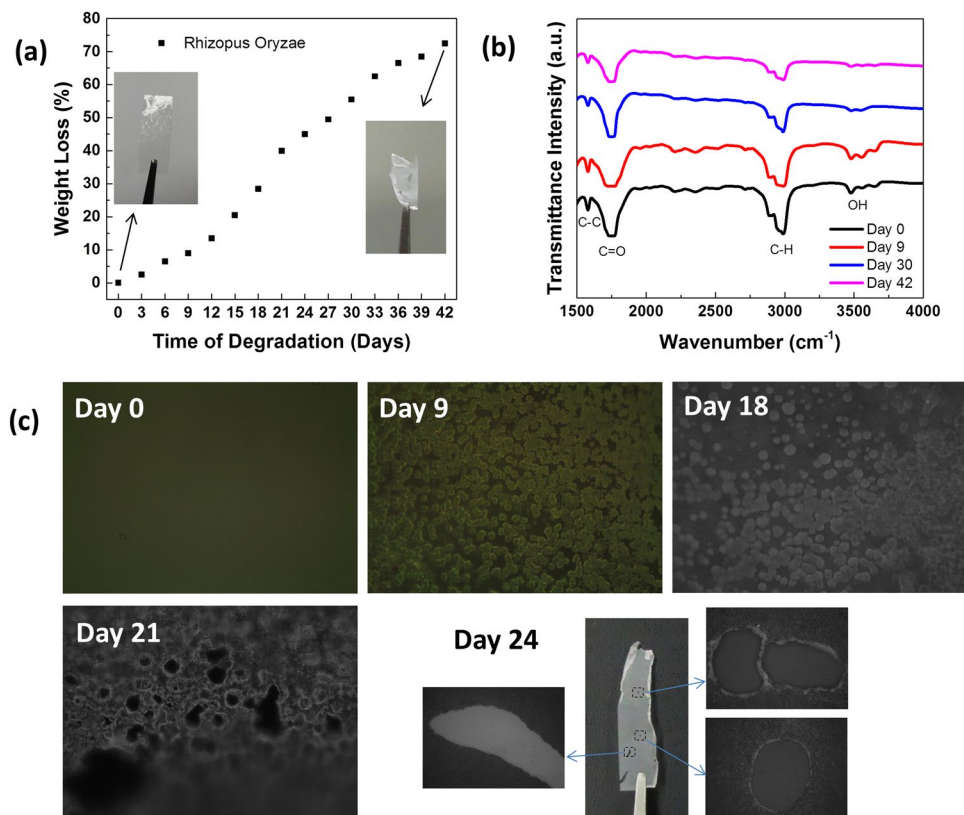 (a)
80
70
60
50
40
30
20
10
0
Weight Loss (%)
Rhizopus Oryzae
0 3 6 9 12 15 18 21 24 27 30 33 36 39 42
Time of Degradation (Days)
(b)
Transmittance Intensity (a.u.)
C-C
C=O
C-H
OH
Day 0
Day 9
Day 30
Day 42
1500 2000 2500 3000 3500 4000
Wavenumber (cm⁻¹)
(c)
Day 0
Day 9
Day 18
Day 21
Day 24